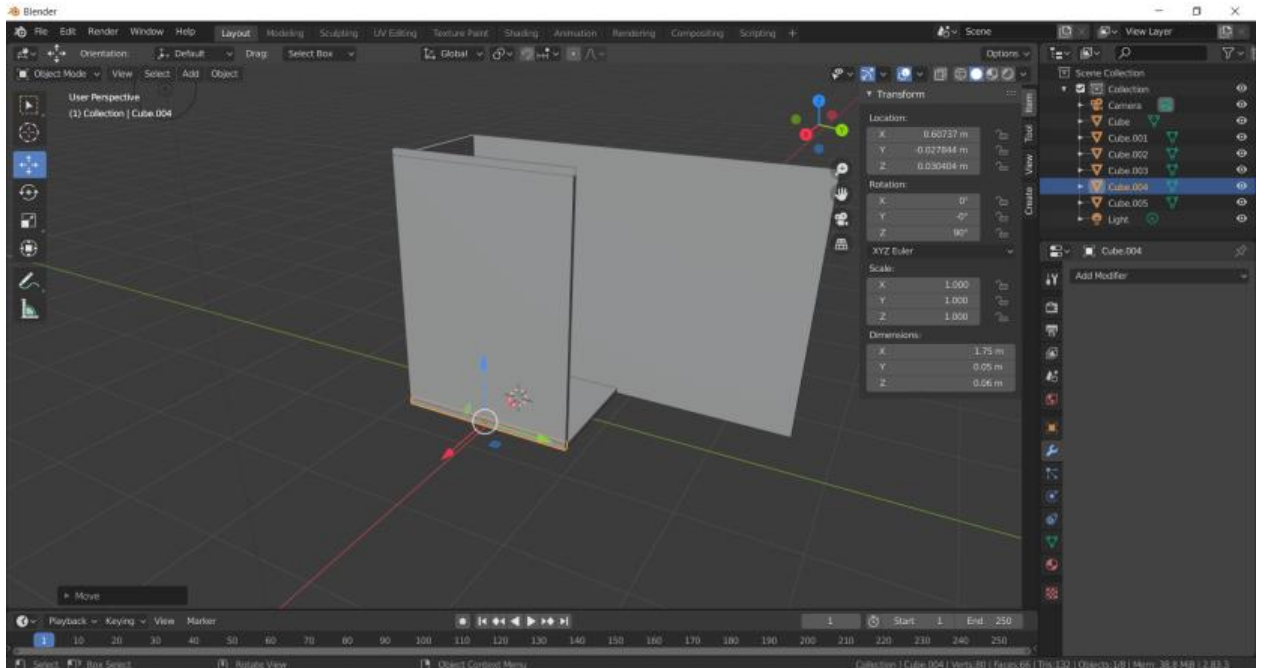 Blender
File Edit Render Window Help Layout Modeling Sculpting UV Editing Texture Paint Shading Animation Rendering Compositing Scripting + Scene View Layer
Orientation: Default Drag: Select Box Global Options
Object Mode View Select Add Object
User Perspective
(1) Collection | Cube.004
Transform
Location:
X 0.60737 m
Y -0.027844 m
Z 0.030404 m
Rotation:
X 0°
Y -0°
Z 90°
XYZ Euler
Scale:
X 1.000
Y 1.000
Z 1.000
Dimensions:
X 1.75 m
Y 0.05 m
Z 0.06 m
Item
Tool
View
Create
X
Y
Z
Scene Collection
Collection
Camera
Cube
Cube.001
Cube.002
Cube.003
Cube.004
Cube.005
Light
Cube.004
Add Modifier
Move
Playback Keying View Marker 1 Start 1 End 250
1 10 20 30 40 50 60 70 80 90 100 110 120 130 140 150 160 170 180 190 200 210 220 230 240 250
Select Box Select Rotate View Object Context Menu Collection | Cube.004 | Verts:80 | Faces:66 | Tris:132 | Objects:1/8 | Mem: 38.8 MB | 2.83.3